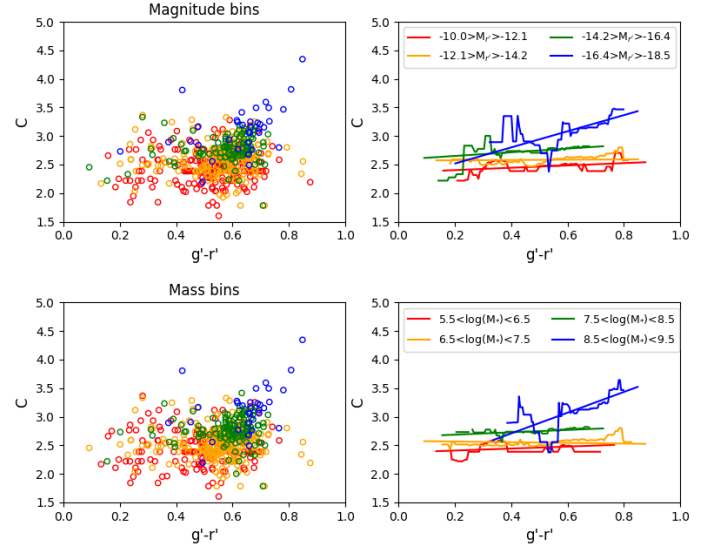 Magnitude bins
5.0
4.5
4.0
3.5
3.0
2.5
2.0
1.5
C
0.0 0.2 0.4 0.6 0.8 1.0
g'-r'
5.0
4.5
4.0
3.5
3.0
2.5
2.0
1.5
C
-10.0>M_r'>-12.1 -14.2>M_r'>-16.4
-12.1>M_r'>-14.2 -16.4>M_r'>-18.5
0.0 0.2 0.4 0.6 0.8 1.0
g'-r'
Mass bins
5.0
4.5
4.0
3.5
3.0
2.5
2.0
1.5
C
0.0 0.2 0.4 0.6 0.8 1.0
g'-r'
5.0
4.5
4.0
3.5
3.0
2.5
2.0
1.5
C
5.5<log(M*)<6.5 7.5<log(M*)<8.5
6.5<log(M*)<7.5 8.5<log(M*)<9.5
0.0 0.2 0.4 0.6 0.8 1.0
g'-r'